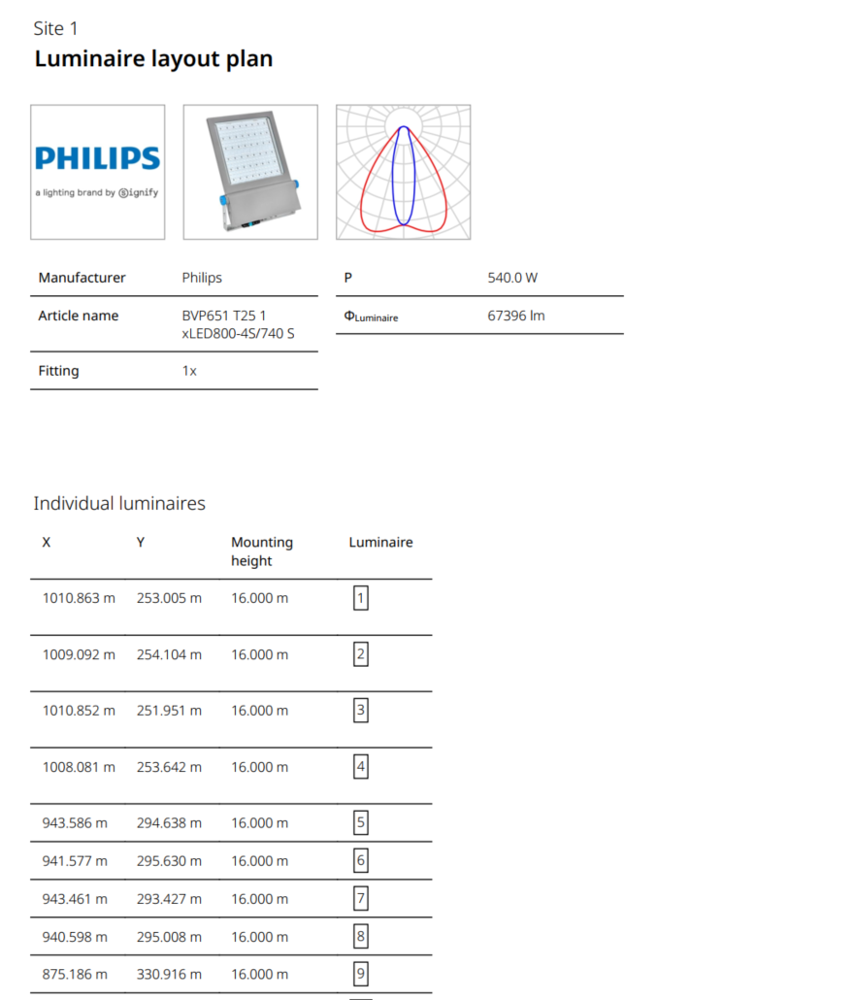 Site 1
Luminaire layout plan
PHILIPS
a lighting brand by Signify
Manufacturer Philips
Article name BVP651 T25 1
xLED800-4S/740 S
Fitting 1x
P 540.0 W
ΦLuminaire 67396 lm
Individual luminaires
X Y Mounting height Luminaire
1010.863 m 253.005 m 16.000 m 1
1009.092 m 254.104 m 16.000 m 2
1010.852 m 251.951 m 16.000 m 3
1008.081 m 253.642 m 16.000 m 4
943.586 m 294.638 m 16.000 m 5
941.577 m 295.630 m 16.000 m 6
943.461 m 293.427 m 16.000 m 7
940.598 m 295.008 m 16.000 m 8
875.186 m 330.916 m 16.000 m 9